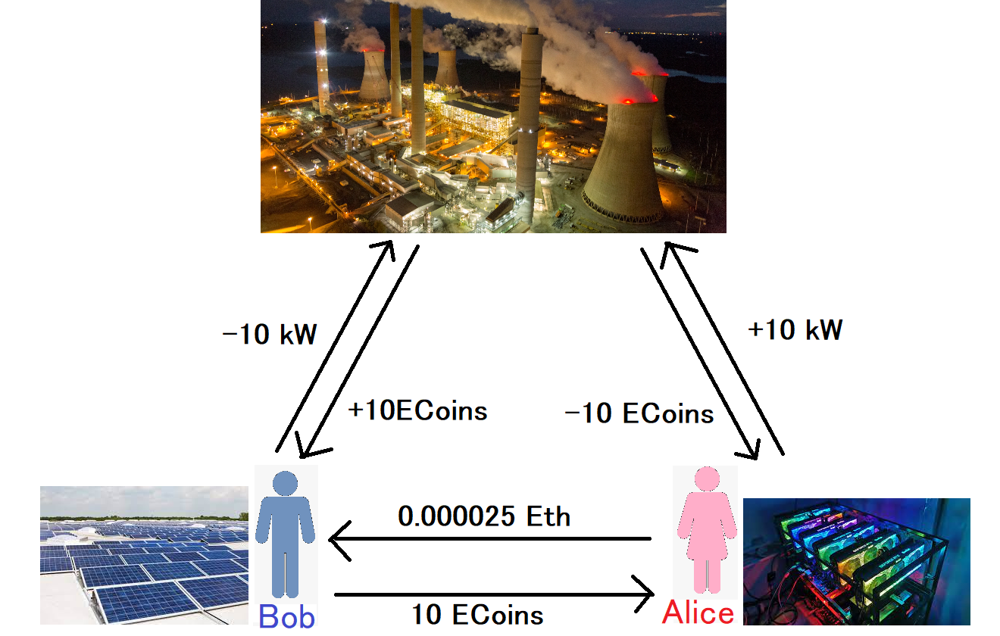 -10 kW
+10 kW
+10ECoins
-10 ECoins
0.000025 Eth
10 ECoins
Bob
Alice